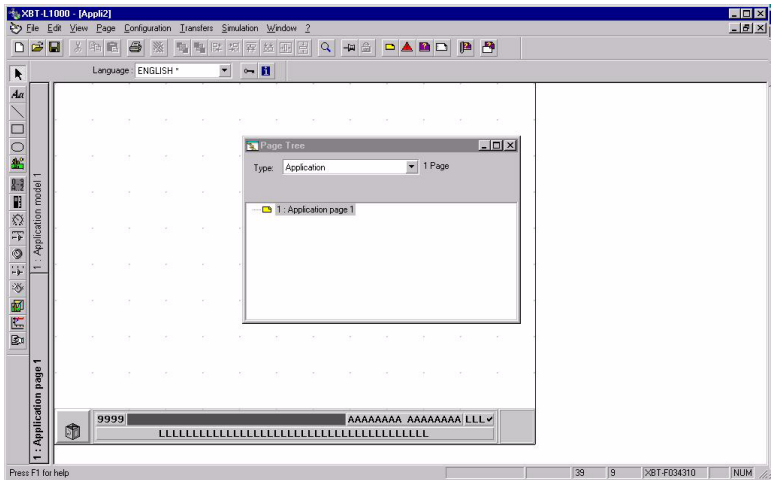 XBT-L1000 - [Appli2]
File Edit View Page Configuration Transfers Simulation Window ?
Language : ENGLISH *
Aa
1 : Application model 1
1 : Application page 1
Page Tree
Type: Application 1 Page
1 : Application page 1
9999 AAAAAAAA AAAAAAAA LLL
LLLLLLLLLLLLLLLLLLLLLLLLLLLLLLLLLLLLLLLL
Press F1 for help 39 9 XBT-F034310 NUM